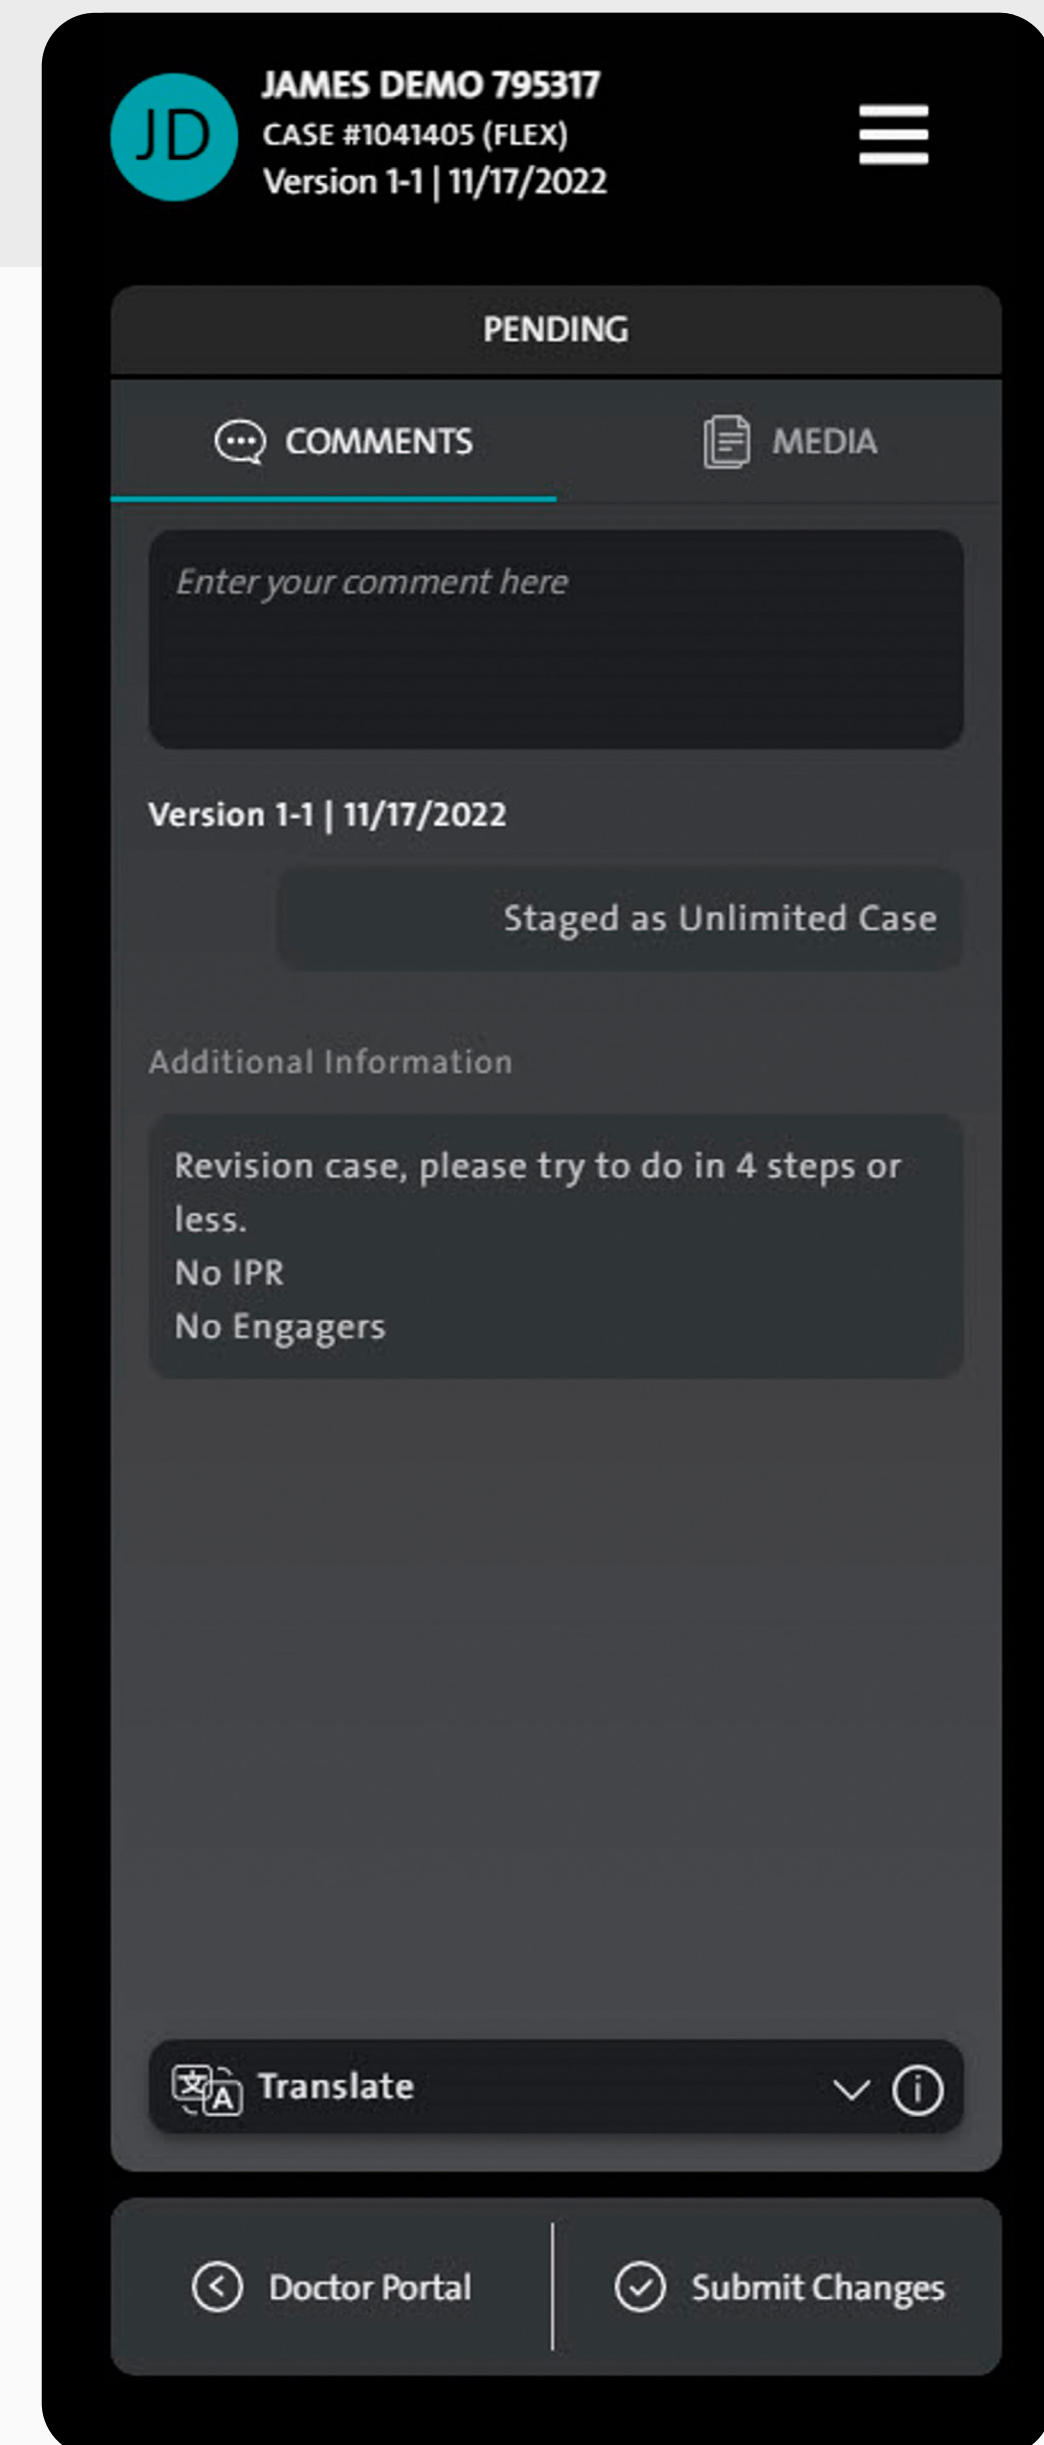 JD
JAMES DEMO 795317
CASE #1041405 (FLEX)
Version 1-1 | 11/17/2022
PENDING
COMMENTS
MEDIA
Enter your comment here
Version 1-1 | 11/17/2022
Staged as Unlimited Case
Additional Information
Revision case, please try to do in 4 steps or
less.
No IPR
No Engagers
文
A
Translate
i
Doctor Portal
Submit Changes